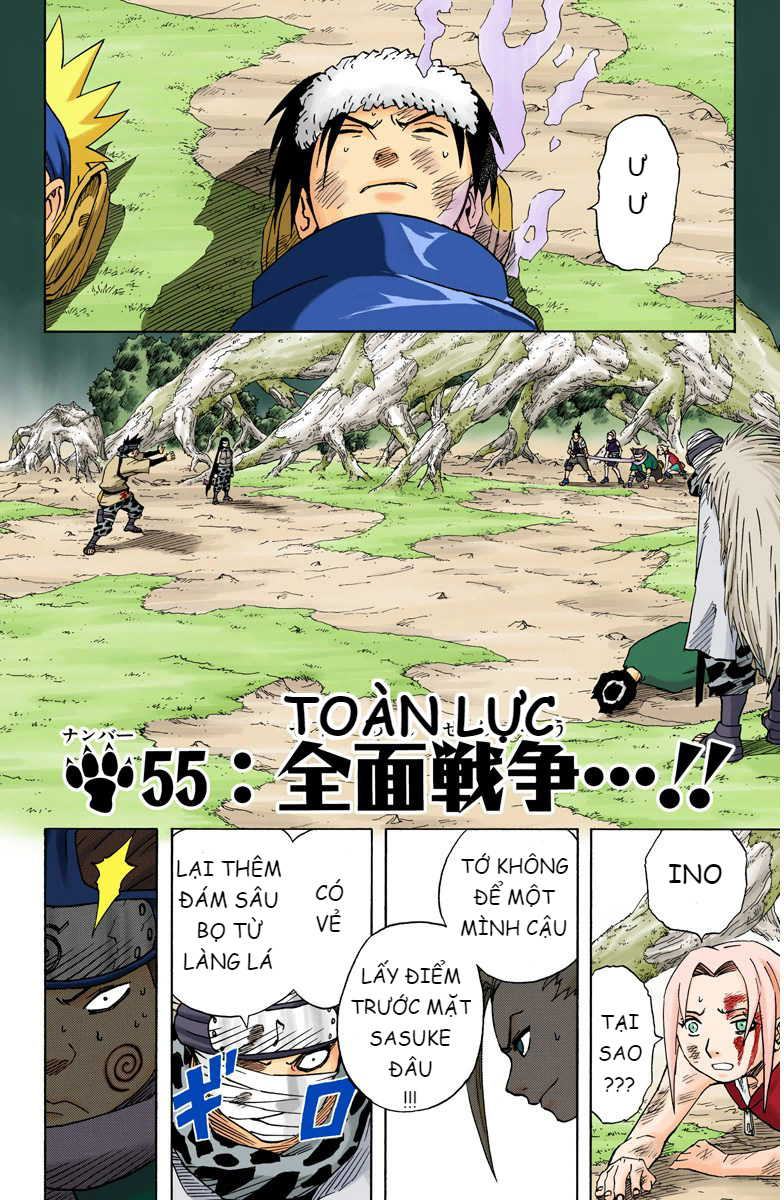 Ư
Ư
TOÀN LỰC
ナンバー
55：全面戦争…!!
INO
TẠI
SAO
???
TỚ KHÔNG
ĐỂ MỘT
MÌNH CẬU
LẤY ĐIỂM
TRƯỚC MẶT
SASUKE
ĐÂU
!!!
CÓ
VẺ
LẠI THÊM
ĐÁM SÂU
BỌ TỪ
LÀNG LÁ
ギロ